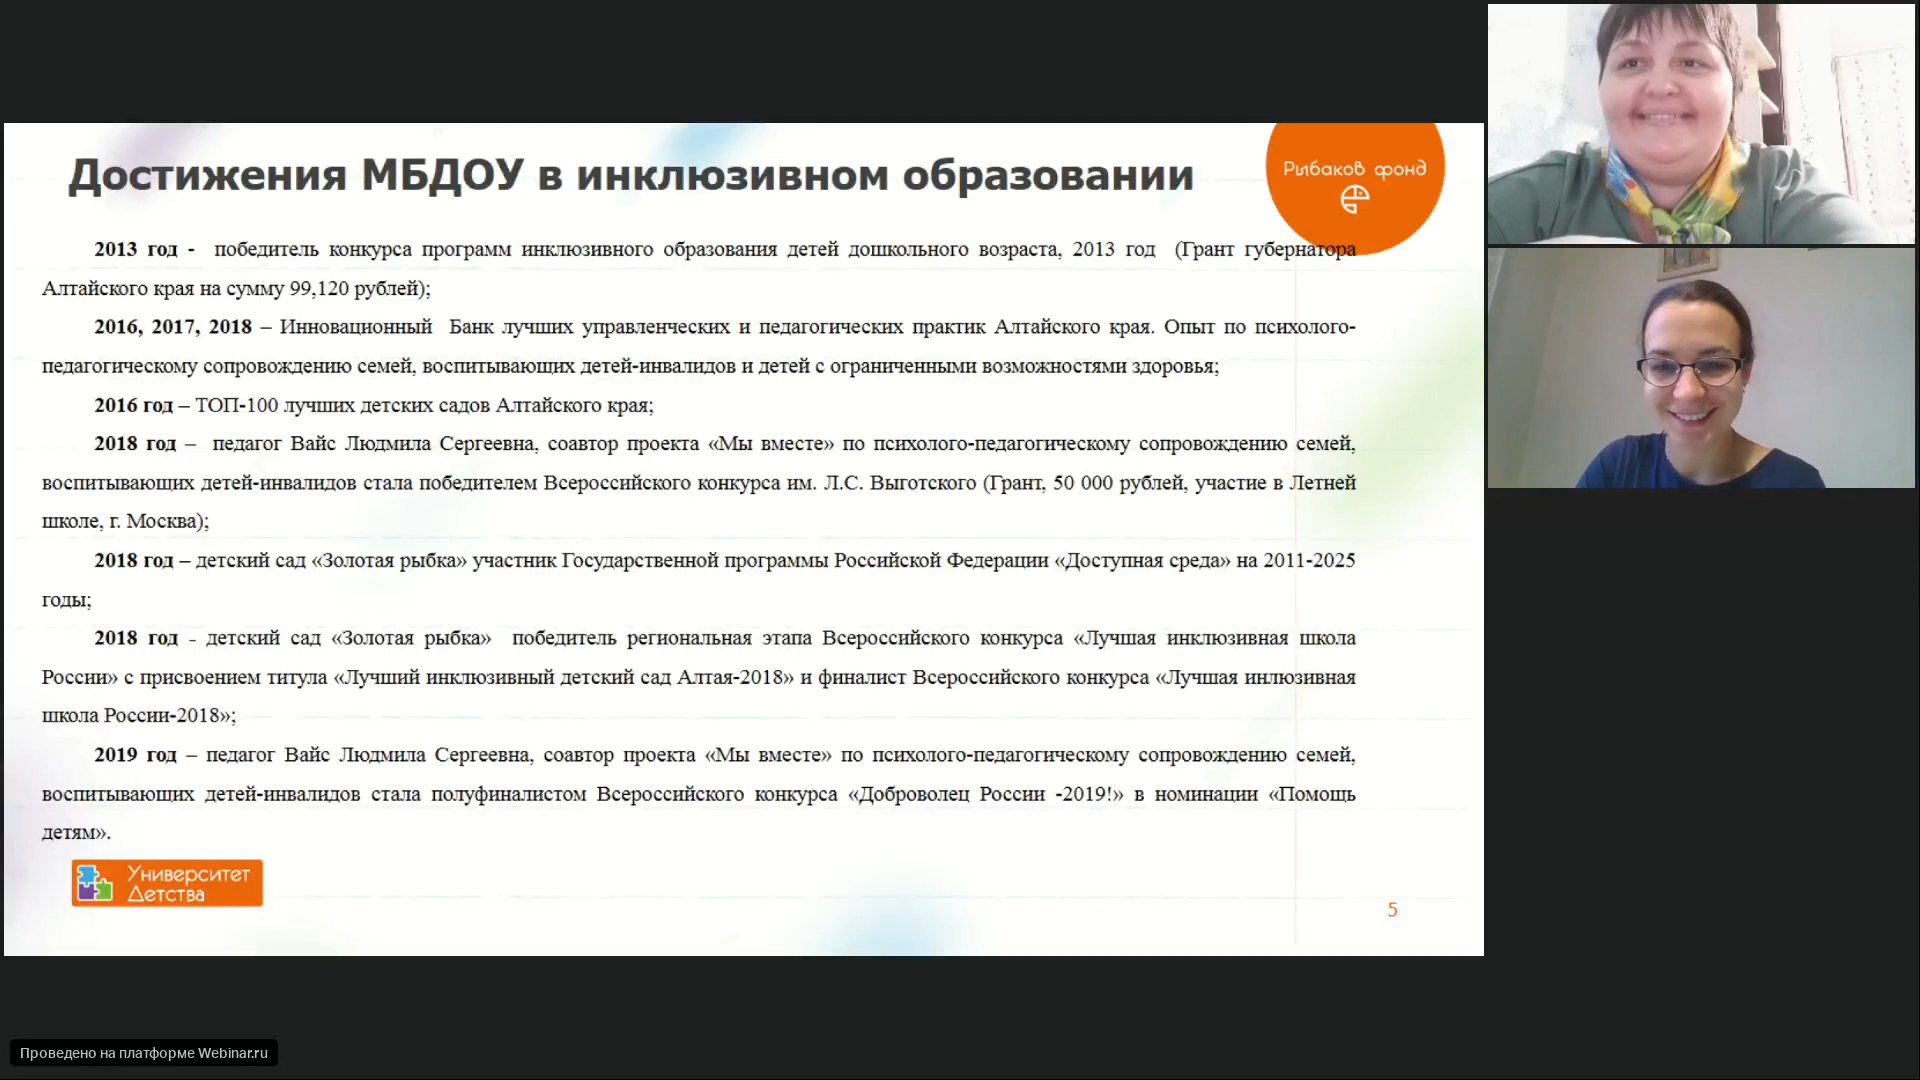 Достижения МБДОУ в инклюзивном образовании
Рыбаков фонд
2013 год - победитель конкурса программ инклюзивного образования детей дошкольного возраста, 2013 год (Грант губернатора
Алтайского края на сумму 99,120 рублей);
2016, 2017, 2018 – Инновационный Банк лучших управленческих и педагогических практик Алтайского края. Опыт по психолого-
педагогическому сопровождению семей, воспитывающих детей-инвалидов и детей с ограниченными возможностями здоровья;
2016 год – ТОП-100 лучших детских садов Алтайского края;
2018 год – педагог Вайс Людмила Сергеевна, соавтор проекта «Мы вместе» по психолого-педагогическому сопровождению семей,
воспитывающих детей-инвалидов стала победителем Всероссийского конкурса им. Л.С. Выготского (Грант, 50 000 рублей, участие в Летней
школе, г. Москва);
2018 год – детский сад «Золотая рыбка» участник Государственной программы Российской Федерации «Доступная среда» на 2011-2025
годы;
2018 год - детский сад «Золотая рыбка» победитель региональная этапа Всероссийского конкурса «Лучшая инклюзивная школа
России» с присвоением титула «Лучший инклюзивный детский сад Алтая-2018» и финалист Всероссийского конкурса «Лучшая инлюзивная
школа России-2018»;
2019 год – педагог Вайс Людмила Сергеевна, соавтор проекта «Мы вместе» по психолого-педагогическому сопровождению семей,
воспитывающих детей-инвалидов стала полуфиналистом Всероссийского конкурса «Доброволец России -2019!» в номинации «Помощь
детям».
Университет
Детства
5
Проведено на платформе Webinar.ru